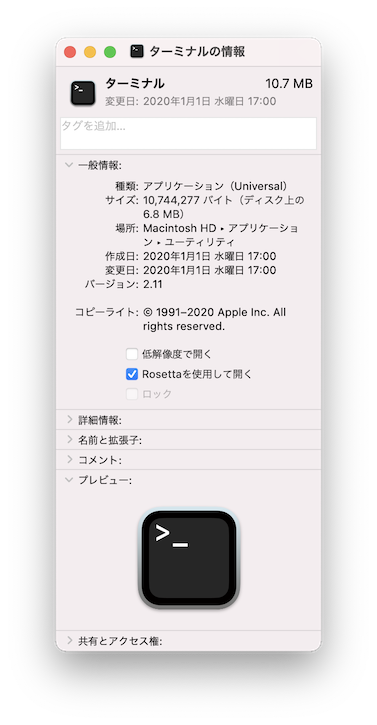 ターミナルの情報
ターミナル 10.7 MB
変更日: 2020年1月1日 水曜日 17:00
タグを追加...
一般情報:
種類: アプリケーション（Universal）
サイズ: 10,744,277 バイト（ディスク上の
6.8 MB）
場所: Macintosh HD ▸ アプリケーショ
ン ▸ ユーティリティ
作成日: 2020年1月1日 水曜日 17:00
変更日: 2020年1月1日 水曜日 17:00
バージョン: 2.11
コピーライト: © 1991–2020 Apple Inc. All
rights reserved.
低解像度で開く
Rosettaを使用して開く
ロック
詳細情報:
名前と拡張子:
コメント:
プレビュー:
>_
共有とアクセス権: